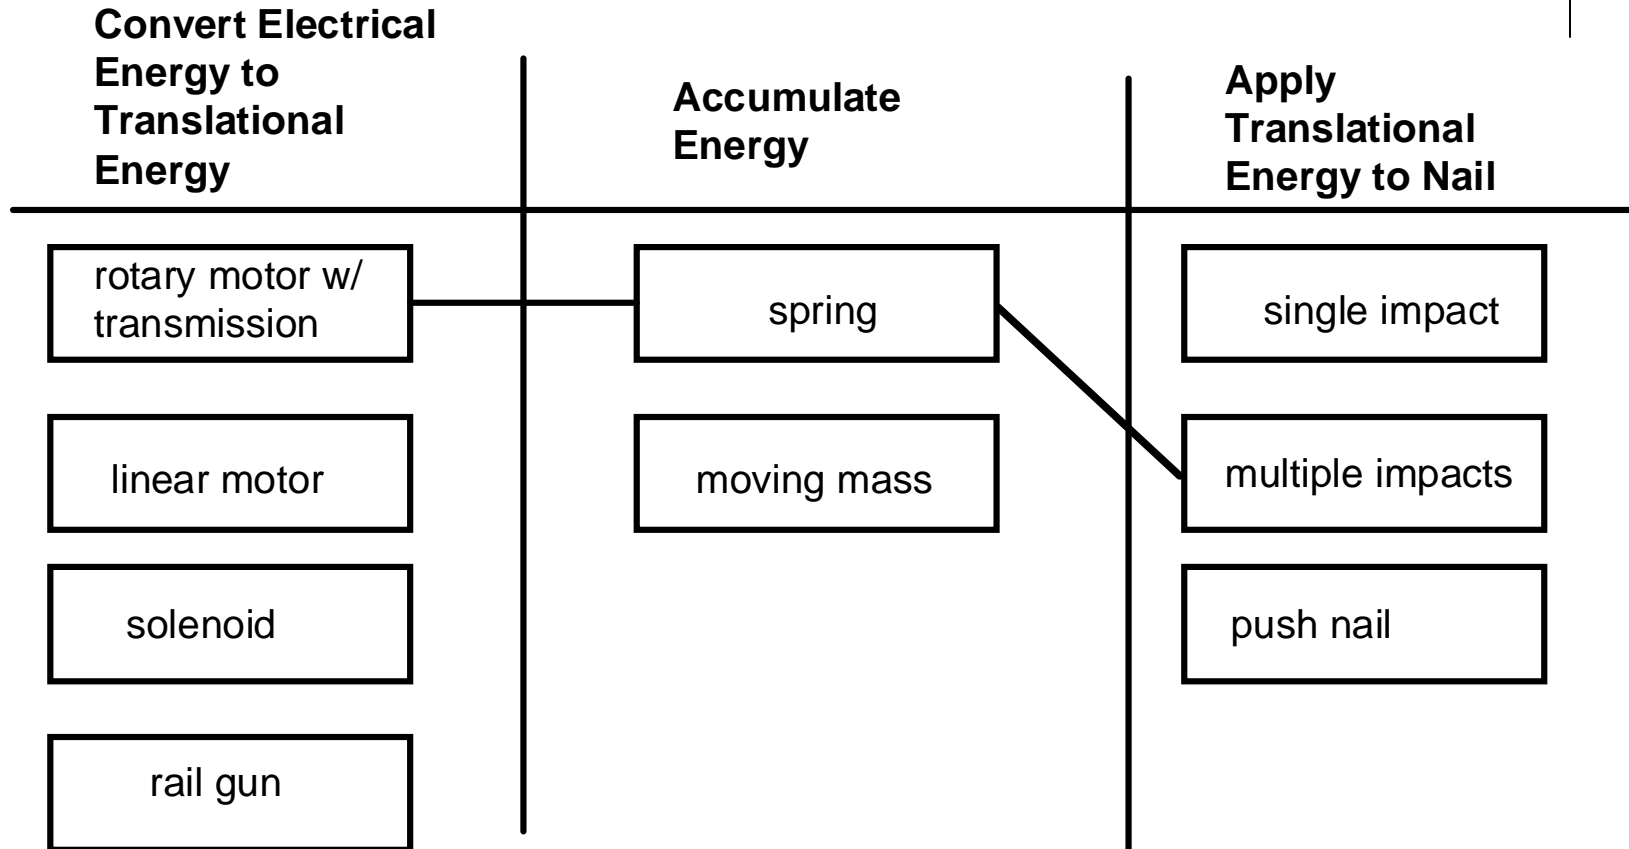 Convert Electrical
Energy to
Translational
Energy
Accumulate
Energy
Apply
Translational
Energy to Nail
rotary motor w/
transmission
spring
single impact
linear motor
moving mass
multiple impacts
solenoid
push nail
rail gun